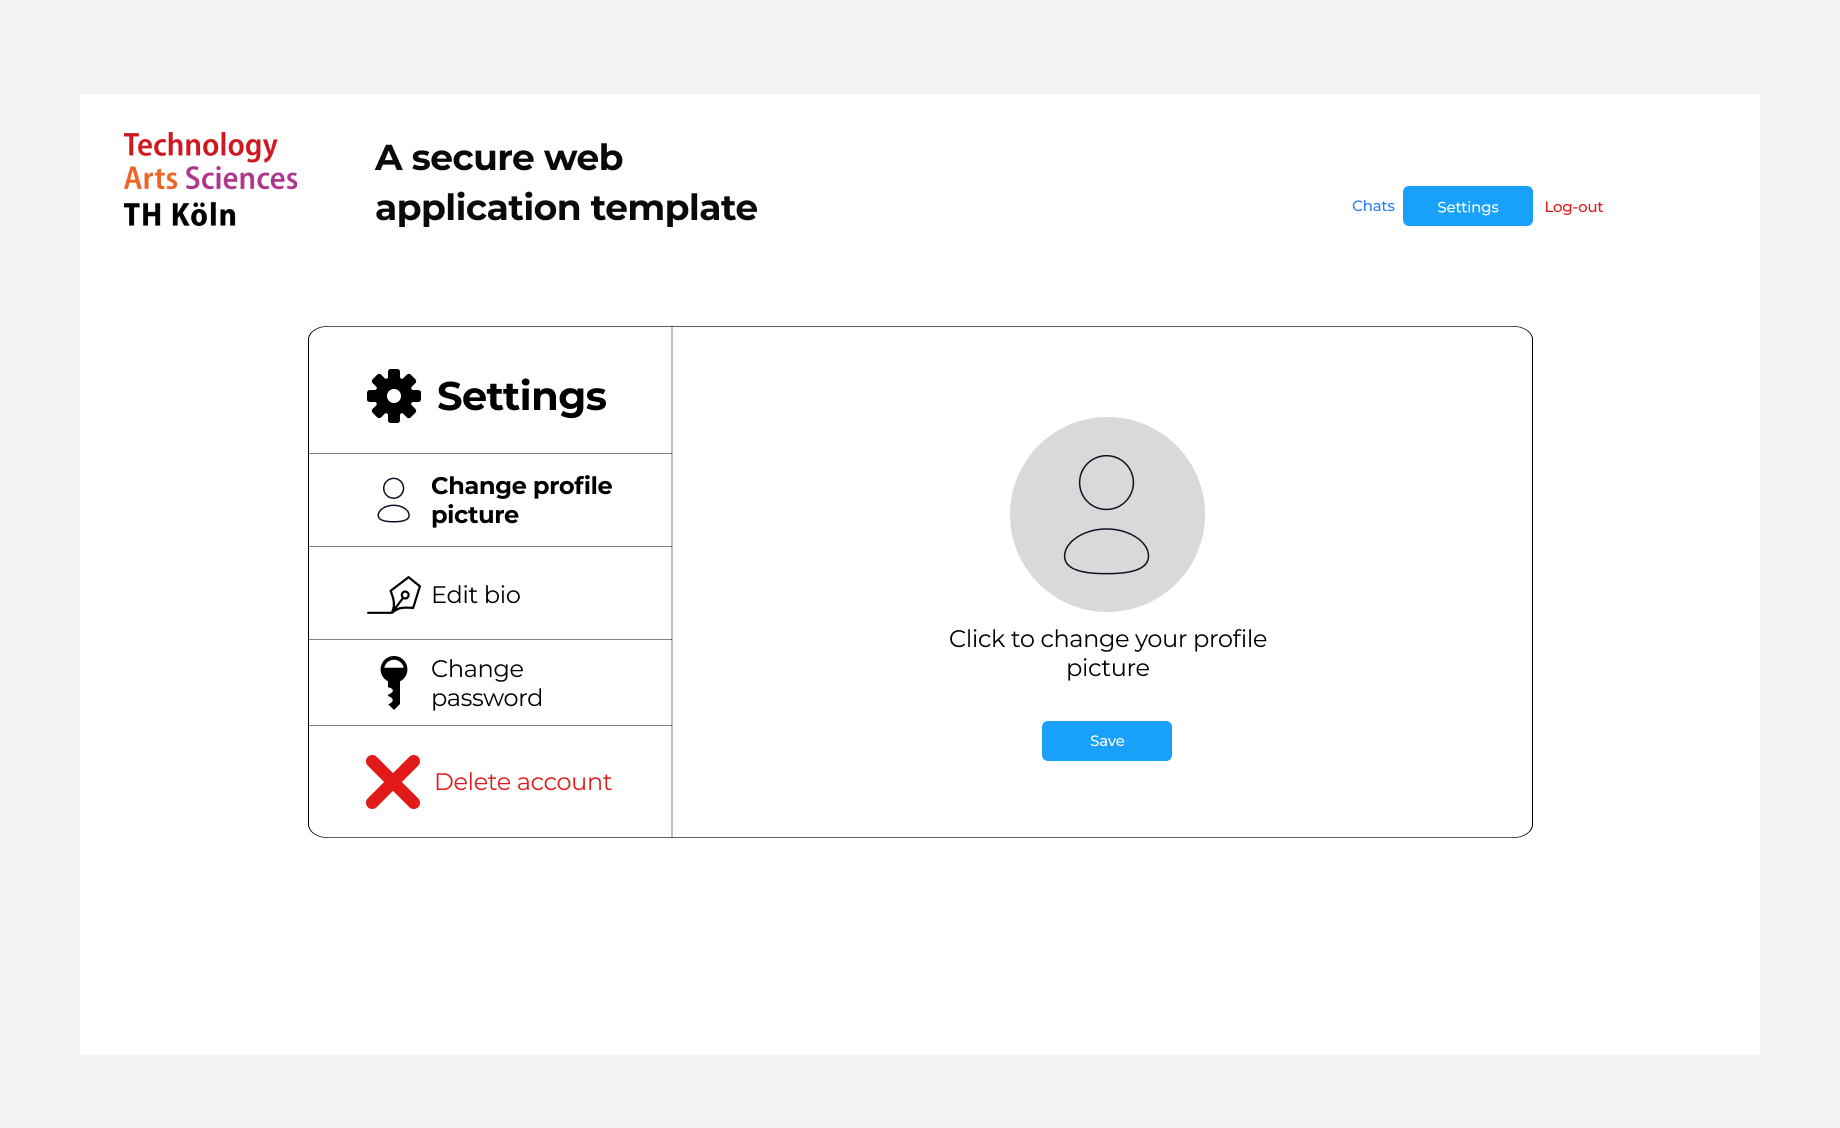 Technology
Arts Sciences
TH Köln
A secure web
application template
Chats
Settings
Log-out
Settings
Change profile
picture
Edit bio
Change
password
Delete account
Click to change your profile
picture
Save